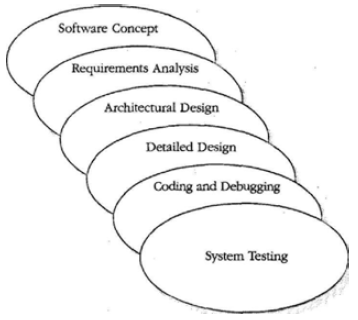 Software Concept
Requirements Analysis
Architectural Design
Detailed Design
Coding and Debugging
System Testing